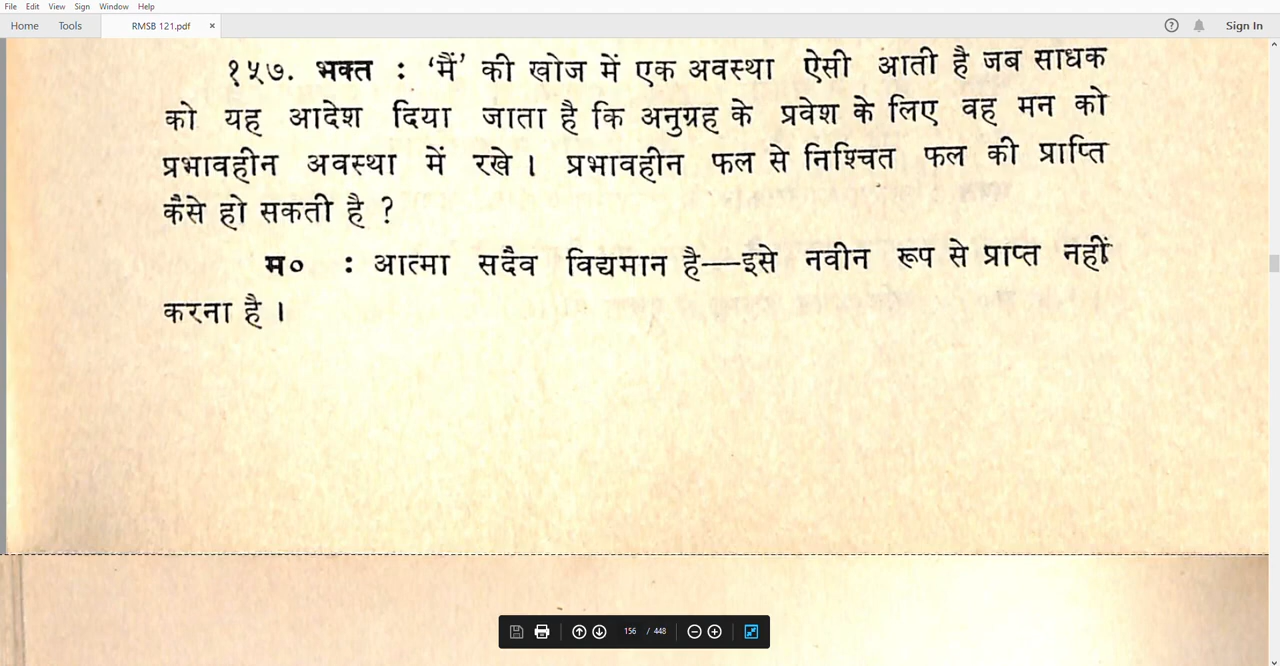 File Edit View Sign Window Help
Home Tools RMSB 121.pdf × Sign In
१५७. भक्त : ‘मैं’ की खोज में एक अवस्था ऐसी आती है जब साधक
को यह आदेश दिया जाता है कि अनुग्रह के प्रवेश के लिए वह मन को
प्रभावहीन अवस्था में रखे । प्रभावहीन फल से निश्चित फल की प्राप्ति
कैसे हो सकती है ?
म० : आत्मा सदैव विद्यमान है—इसे नवीन रूप से प्राप्त नहीं
करना है ।
156 / 448